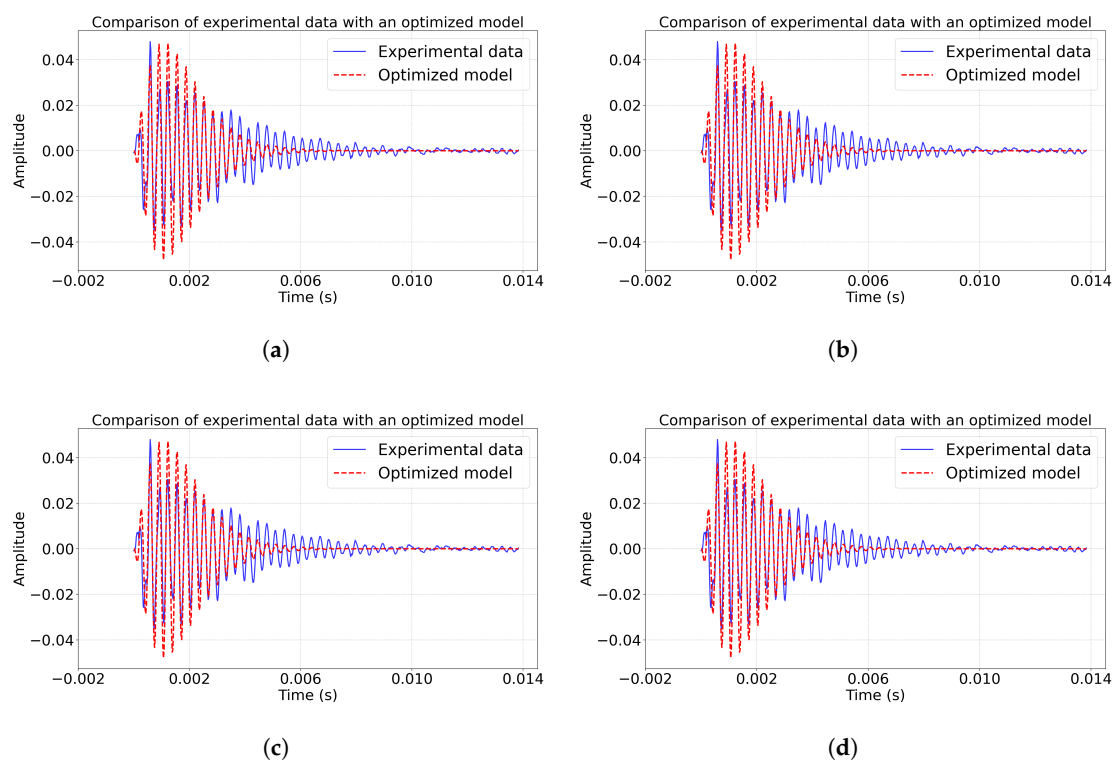 Comparison of experimental data with an optimized model
Comparison of experimental data with an optimized model
Experimental data
Optimized model
Experimental data
Optimized model
0.04
0.02
0.00
−0.02
−0.04
Amplitude
0.04
0.02
0.00
−0.02
−0.04
Amplitude
−0.002 0.002 0.006 0.010 0.014
Time (s)
−0.002 0.002 0.006 0.010 0.014
Time (s)
(a)
(b)
Comparison of experimental data with an optimized model
Comparison of experimental data with an optimized model
Experimental data
Optimized model
Experimental data
Optimized model
0.04
0.02
0.00
−0.02
−0.04
Amplitude
0.04
0.02
0.00
−0.02
−0.04
Amplitude
−0.002 0.002 0.006 0.010 0.014
Time (s)
−0.002 0.002 0.006 0.010 0.014
Time (s)
(c)
(d)